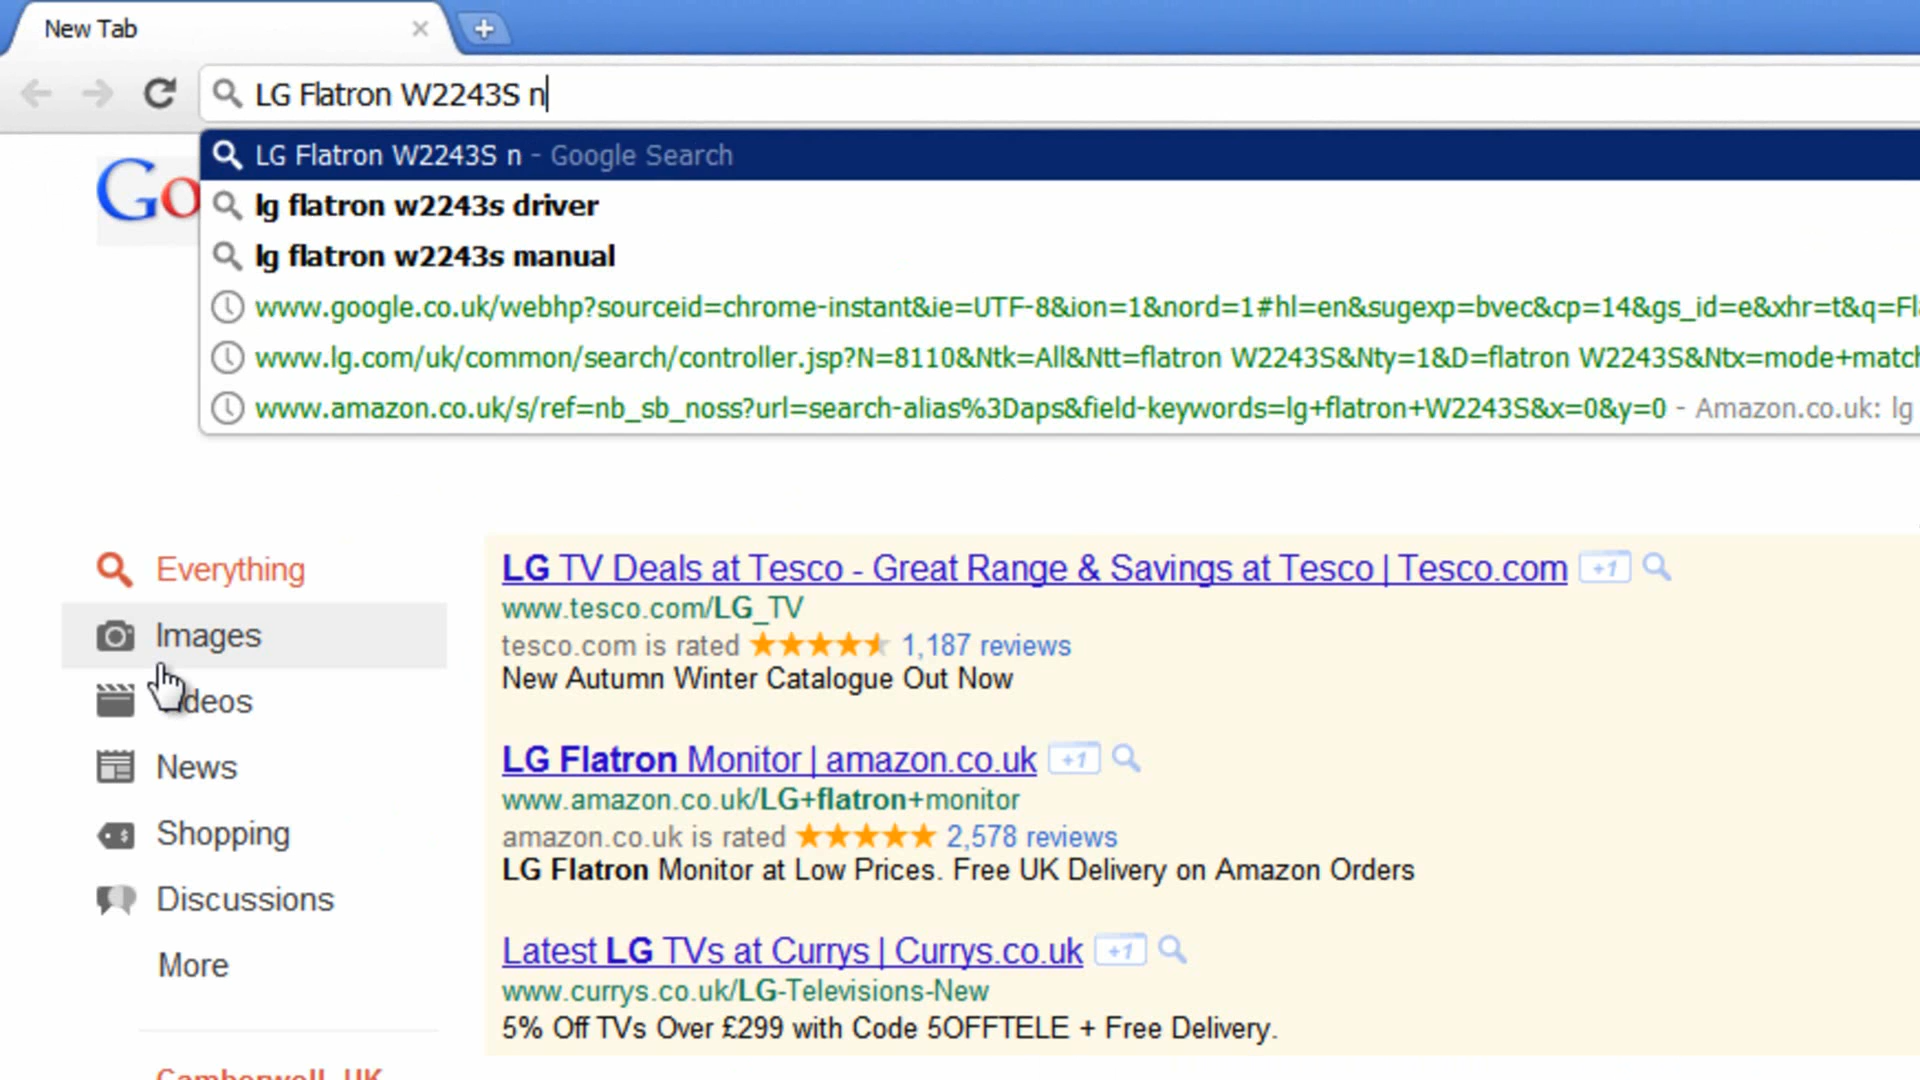 New Tab
LG Flatron W2243S n
LG Flatron W2243S n - Google Search
lg flatron w2243s driver
lg flatron w2243s manual
www.google.co.uk/webhp?sourceid=chrome-instant&ie=UTF-8&ion=1&nord=1#hl=en&sugexp=bvec&cp=14&gs_id=e&xhr=t&q=Fl
www.lg.com/uk/common/search/controller.jsp?N=8110&Ntk=All&Ntt=flatron W2243S&Nty=1&D=flatron W2243S&Ntx=mode+match
www.amazon.co.uk/s/ref=nb_sb_noss?url=search-alias%3Daps&field-keywords=lg+flatron+W2243S&x=0&y=0 - Amazon.co.uk: lg
Go
Everything
Images
deos
News
Shopping
Discussions
More
Camberwell, UK
LG TV Deals at Tesco - Great Range & Savings at Tesco | Tesco.com +1
www.tesco.com/LG_TV
tesco.com is rated ★★★★★ 1,187 reviews
New Autumn Winter Catalogue Out Now
LG Flatron Monitor | amazon.co.uk +1
www.amazon.co.uk/LG+flatron+monitor
amazon.co.uk is rated ★★★★★ 2,578 reviews
LG Flatron Monitor at Low Prices. Free UK Delivery on Amazon Orders
Latest LG TVs at Currys | Currys.co.uk +1
www.currys.co.uk/LG-Televisions-New
5% Off TVs Over £299 with Code 5OFFTELE + Free Delivery.